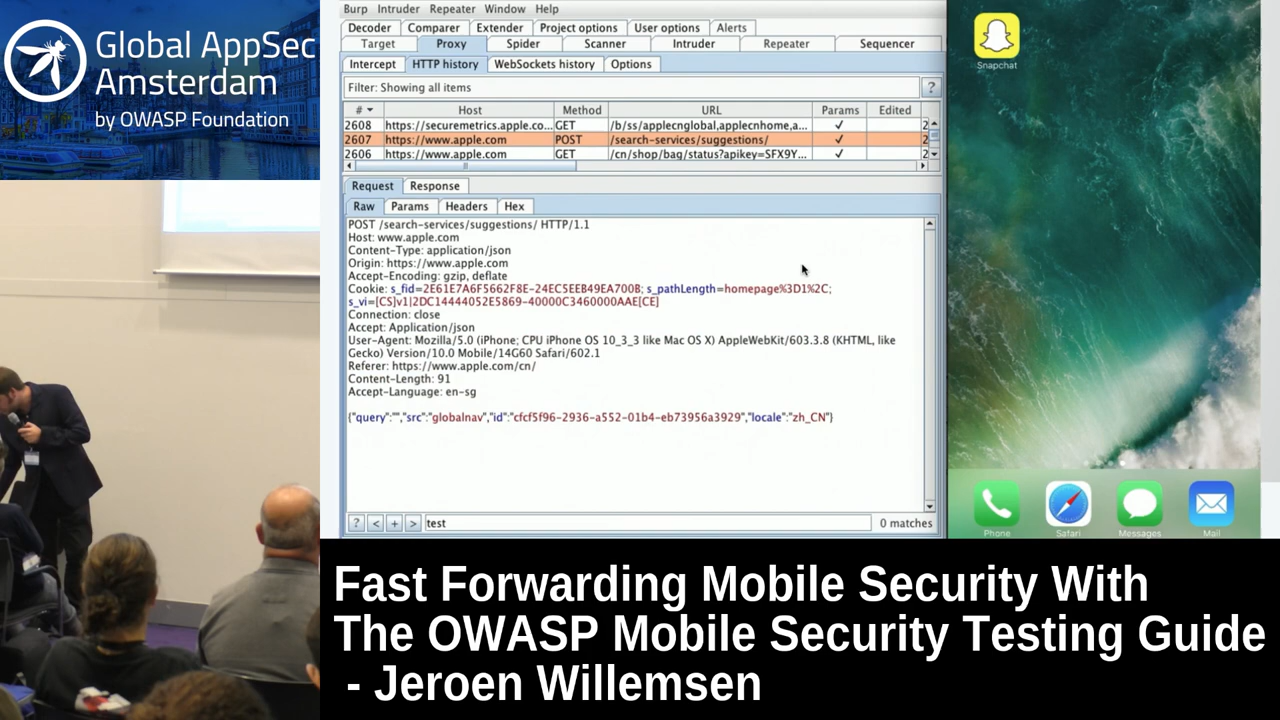 Global AppSec
Amsterdam
by OWASP Foundation
Burp Intruder Repeater Window Help
Decoder Comparer Extender Project options User options Alerts
Target Proxy Spider Scanner Intruder Repeater Sequencer
Intercept HTTP history WebSockets history Options
Filter: Showing all items ?
# Host Method URL Params Edited
2608 https://securemetrics.apple.co... GET /b/ss/applecnglobal,applecnhome,a... ✓ 2
2607 https://www.apple.com POST /search-services/suggestions/ ✓ 2
2606 https://www.apple.com GET /cn/shop/bag/status?apikey=SFX9Y... ✓ 2
Request Response
Raw Params Headers Hex
POST /search-services/suggestions/ HTTP/1.1
Host: www.apple.com
Content-Type: application/json
Origin: https://www.apple.com
Accept-Encoding: gzip, deflate
Cookie: s_fid=2E61E7A6F5662F8E-24EC5EEB49EA700B; s_pathLength=homepage%3D1%2C;
s_vi=[CS]v1|2DC14444052E5869-40000C3460000AAE[CE]
Connection: close
Accept: Application/json
User-Agent: Mozilla/5.0 (iPhone; CPU iPhone OS 10_3_3 like Mac OS X) AppleWebKit/603.3.8 (KHTML, like
Gecko) Version/10.0 Mobile/14G60 Safari/602.1
Referer: https://www.apple.com/cn/
Content-Length: 91
Accept-Language: en-sg
{"query":"","src":"globalnav","id":"cfcf5f96-2936-a552-01b4-eb73956a3929","locale":"zh_CN"}
? < + > test 0 matches
Snapchat
Phone Safari Messages Mail
Fast Forwarding Mobile Security With
The OWASP Mobile Security Testing Guide
- Jeroen Willemsen